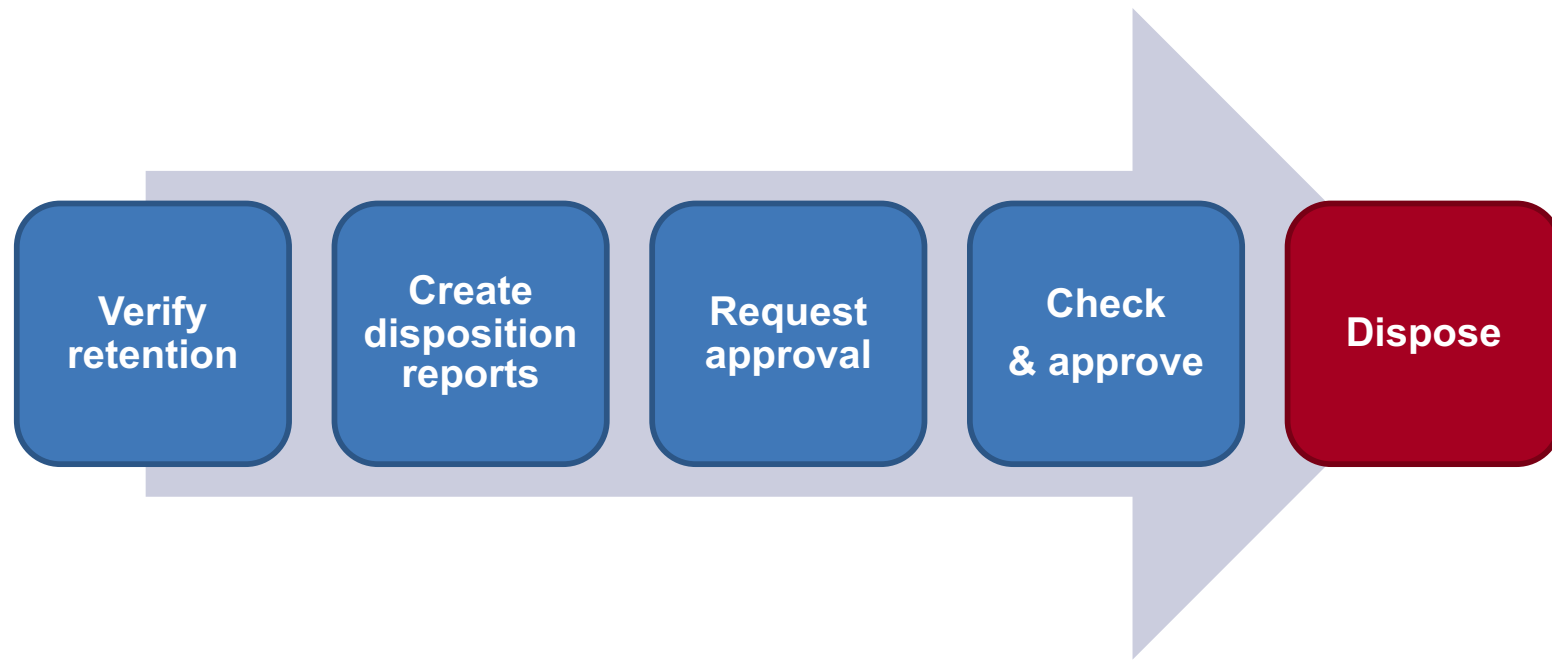 Verify
retention
Create
disposition
reports
Request
approval
Check
& approve
Dispose